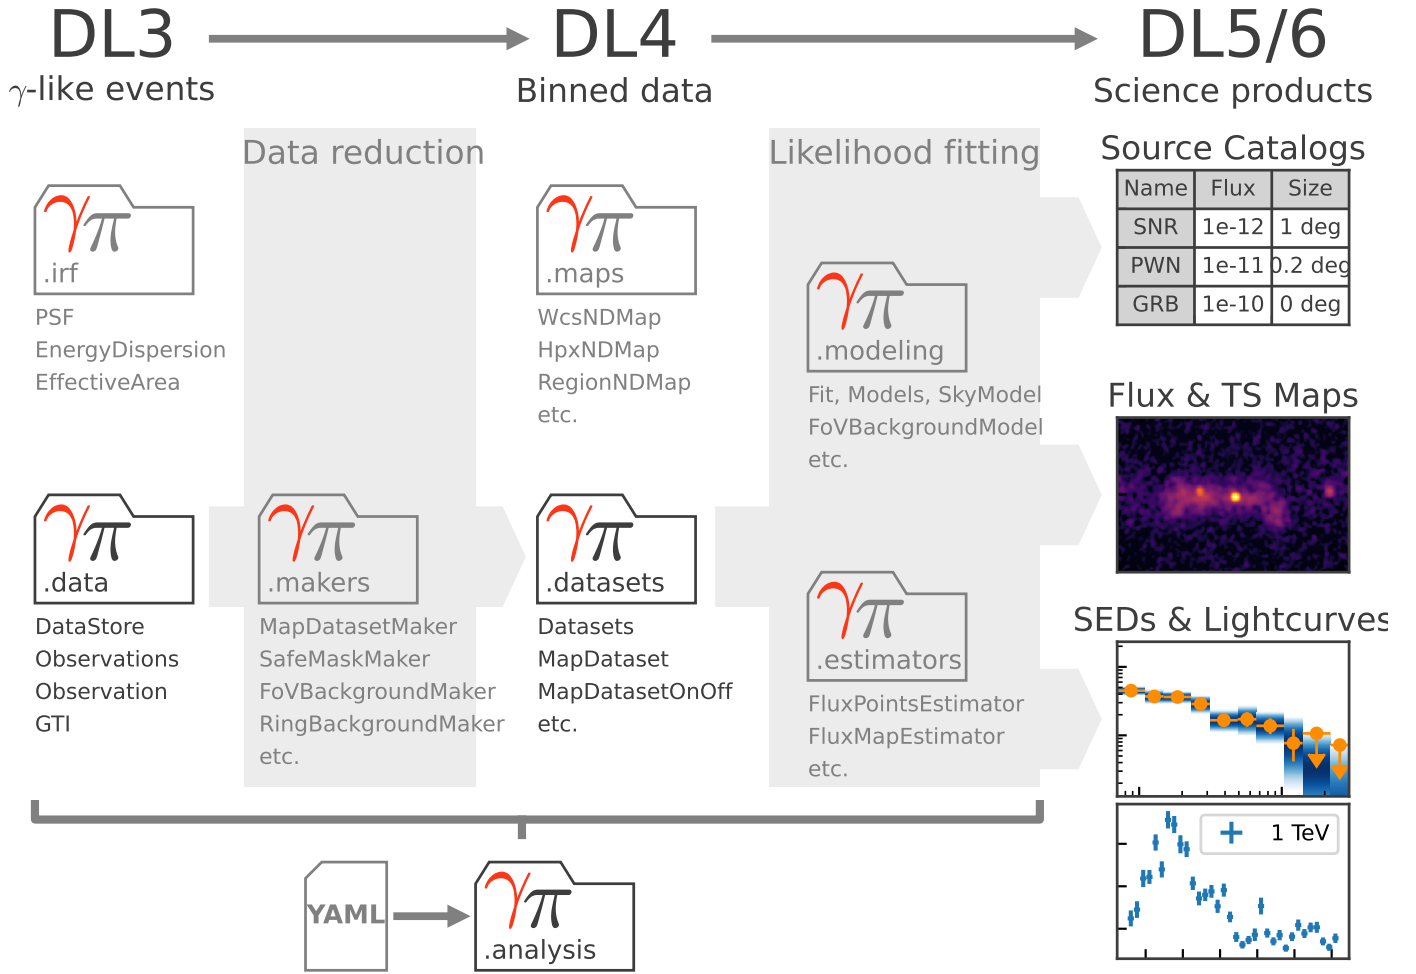 DL3
DL4
DL5/6
γ-like events
Binned data
Science products
Data reduction
γπ
.irf
PSF
EnergyDispersion
EffectiveArea
γπ
.data
DataStore
Observations
Observation
GTI
γπ
.makers
MapDatasetMaker
SafeMaskMaker
FoVBackgroundMaker
RingBackgroundMaker
etc.
γπ
.maps
WcsNDMap
HpxNDMap
RegionNDMap
etc.
γπ
.datasets
Datasets
MapDataset
MapDatasetOnOff
etc.
Likelihood fitting
γπ
.modeling
Fit, Models, SkyModel
FoVBackgroundModel
etc.
γπ
.estimators
FluxPointsEstimator
FluxMapEstimator
etc.
Source Catalogs
Name Flux Size
SNR 1e-12 1 deg
PWN 1e-11 0.2 deg
GRB 1e-10 0 deg
Flux & TS Maps
SEDs & Lightcurves
1 TeV
YAML
γπ
.analysis